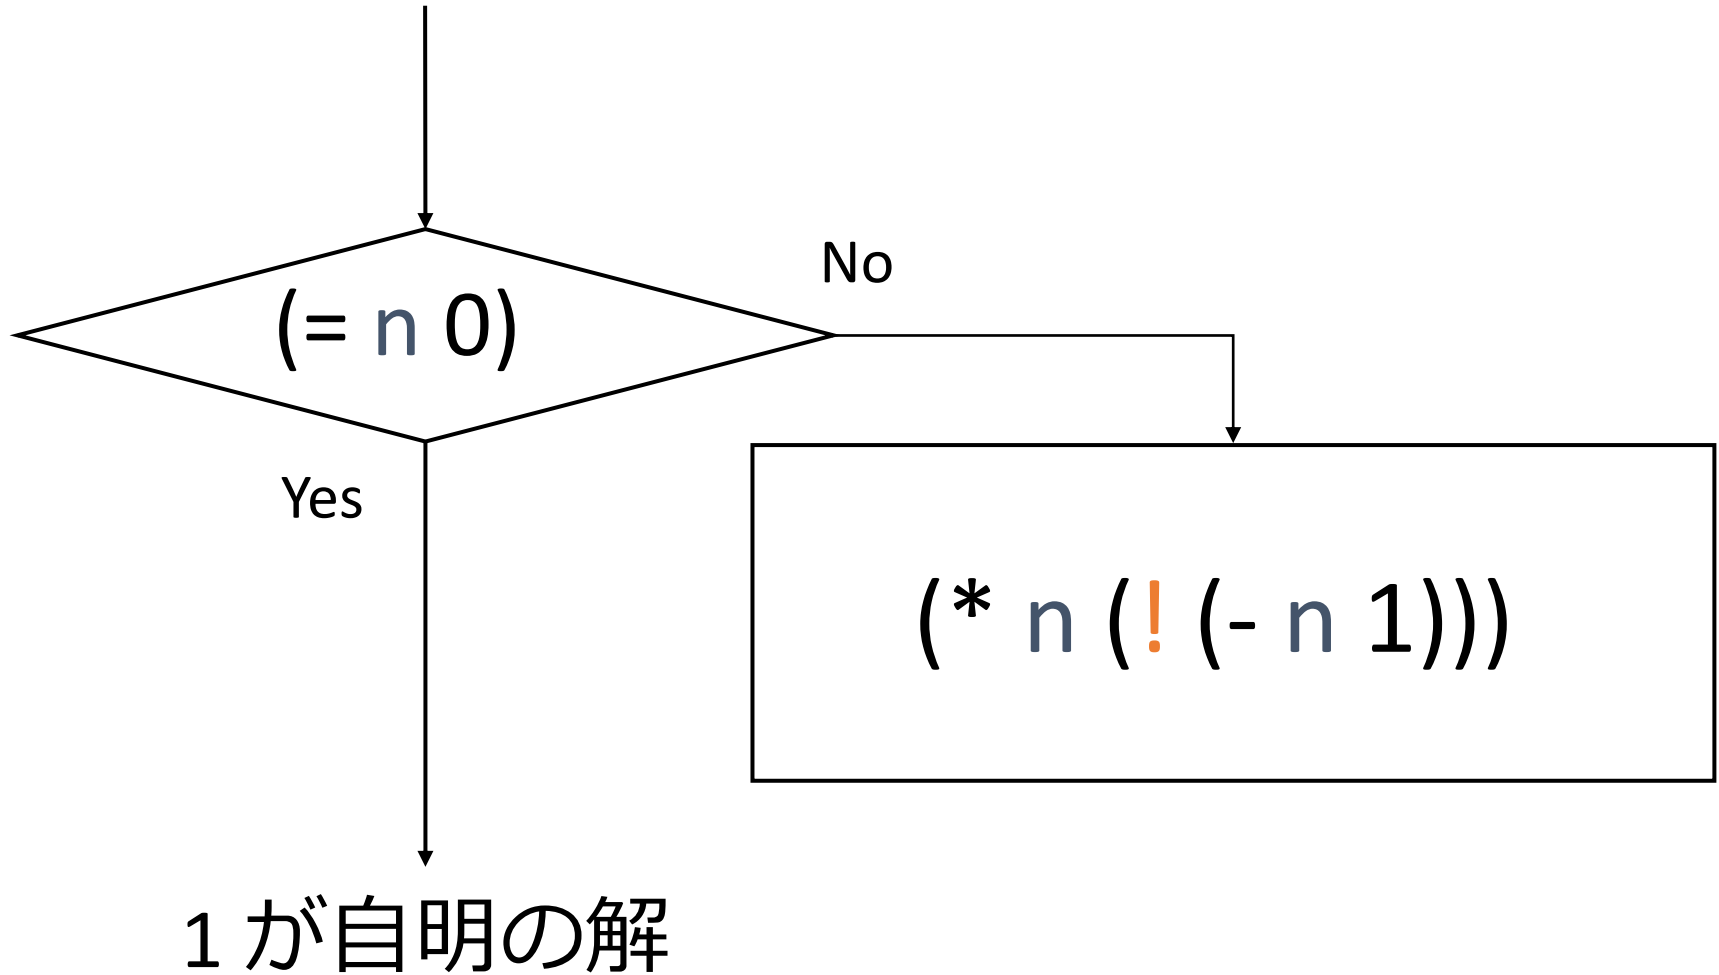 No
(= n 0)
Yes
(* n (! (- n 1)))
1 が自明の解